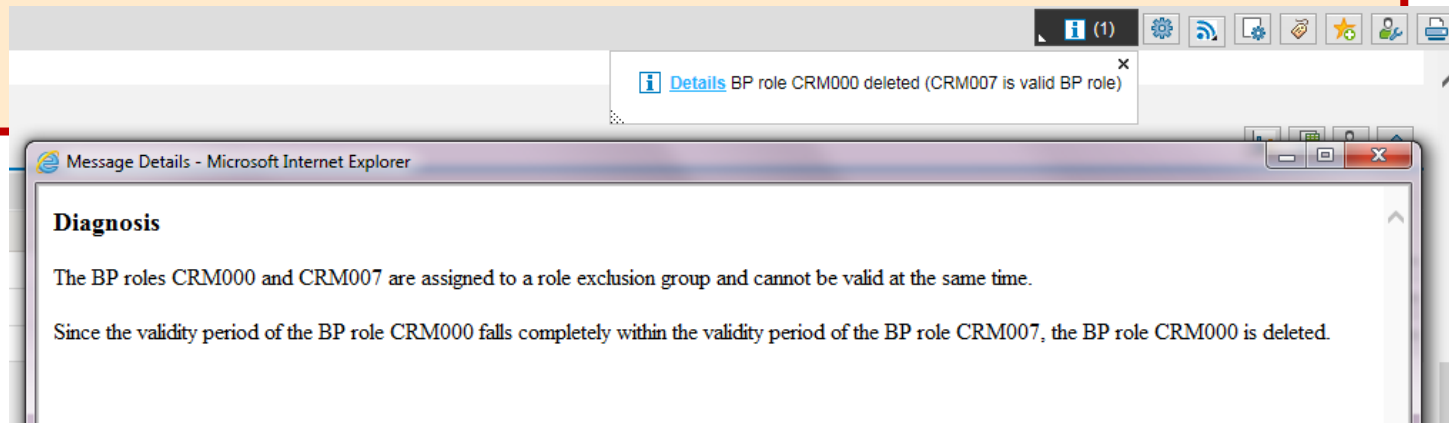 i (1)
i Details BP role CRM000 deleted (CRM007 is valid BP role)
Message Details - Microsoft Internet Explorer
Diagnosis
The BP roles CRM000 and CRM007 are assigned to a role exclusion group and cannot be valid at the same time.
Since the validity period of the BP role CRM000 falls completely within the validity period of the BP role CRM007, the BP role CRM000 is deleted.